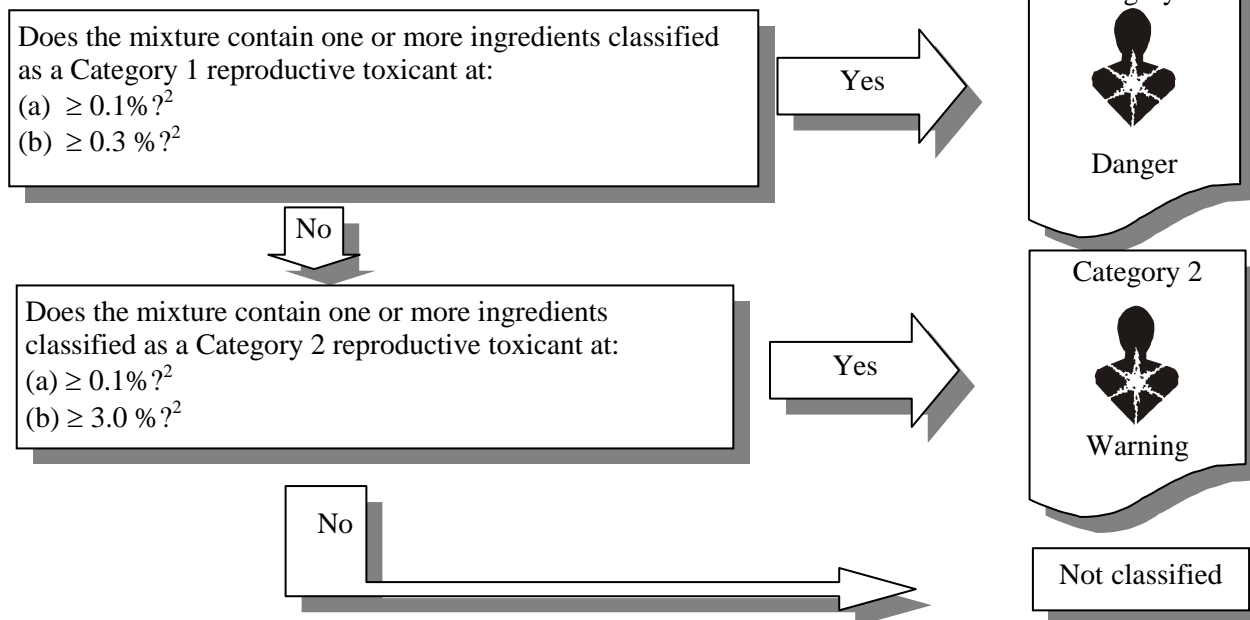 Does the mixture contain one or more ingredients classified
as a Category 1 reproductive toxicant at:
(a) ≥ 0.1%?²
(b) ≥ 0.3 %?²
Yes
Danger
No
Does the mixture contain one or more ingredients
classified as a Category 2 reproductive toxicant at:
(a) ≥ 0.1%?²
(b) ≥ 3.0 %?²
Yes
Category 2
Warning
No
Not classified